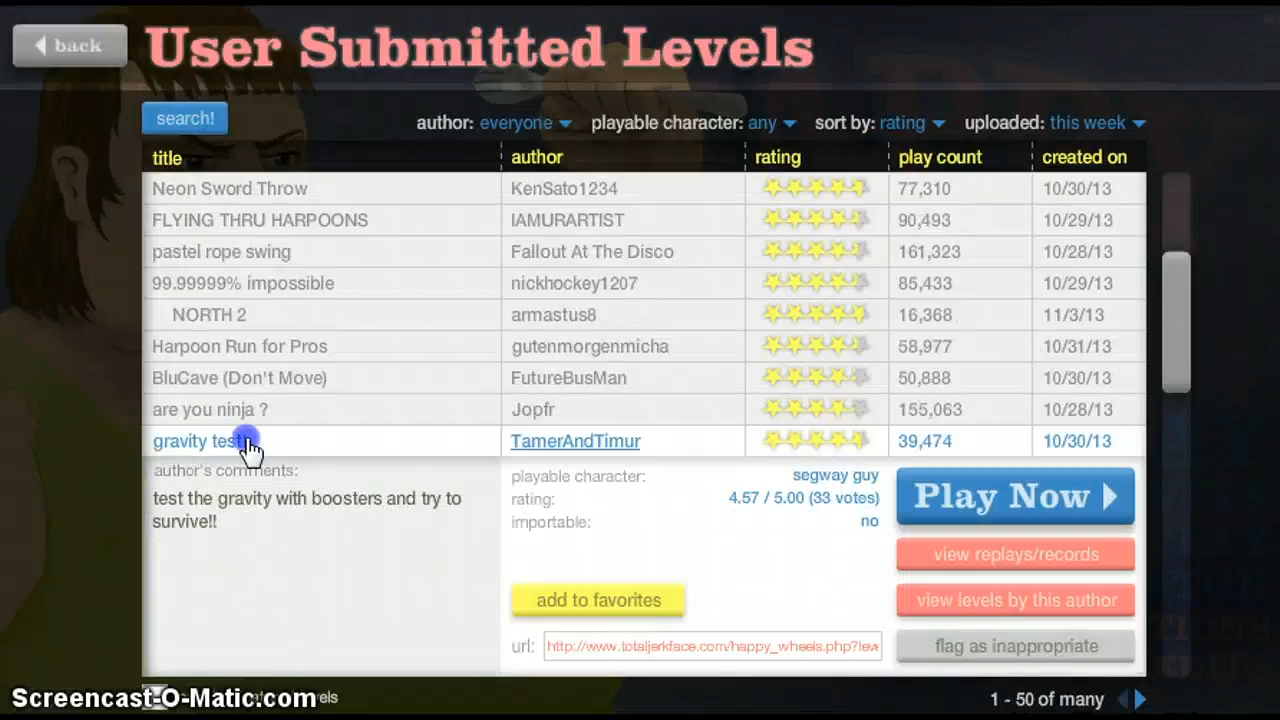 back
User Submitted Levels
search!
author: everyone playable character: any sort by: rating uploaded: this week
title author rating play count created on
Neon Sword Throw KenSato1234 77,310 10/30/13
FLYING THRU HARPOONS IAMURARTIST 90,493 10/29/13
pastel rope swing Fallout At The Disco 161,323 10/28/13
99.99999% impossible nickhockey1207 85,433 10/29/13
NORTH 2 armastus8 16,368 11/3/13
Harpoon Run for Pros gutenmorgenmicha 58,977 10/31/13
BluCave (Don't Move) FutureBusMan 50,888 10/30/13
are you ninja ? Jopfr 155,063 10/28/13
gravity test TamerAndTimur 39,474 10/30/13
author's comments:
test the gravity with boosters and try to
survive!!
playable character: segway guy
rating: 4.57 / 5.00 (33 votes)
importable: no
add to favorites
url: http://www.totaljerkface.com/happy_wheels.php?leve
Play Now
view replays/records
view levels by this author
flag as inappropriate
Screencast-O-Matic.com
1 - 50 of many